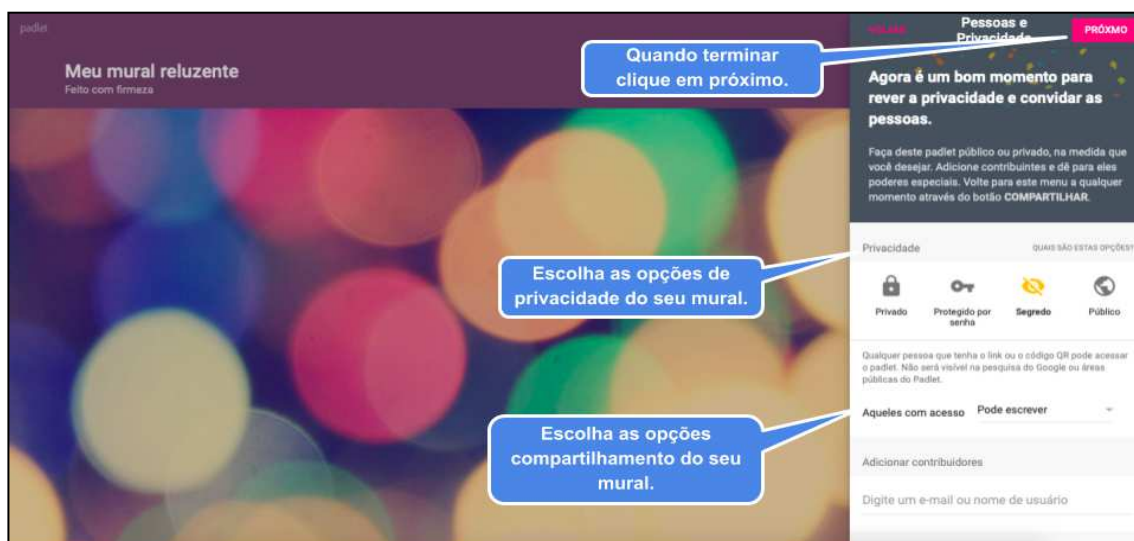 padlet
Meu mural reluzente
Feito com firmeza
Quando terminar
clique em próximo.
Escolha as opções de
privacidade do seu mural.
Escolha as opções
compartilhamento do seu
mural.
Pessoas e
Privacidade
PRÓXMO
Agora é um bom momento para
rever a privacidade e convidar as
pessoas.
Faça deste padlet público ou privado, na medida que
você desejar. Adicione contribuintes e dê para eles
poderes especiais. Volte para este menu a qualquer
momento através do botão COMPARTILHAR.
Privacidade
QUAIS SÃO ESTAS OPÇÕES?
Privado
Protegido por
senha
Segredo
Público
Qualquer pessoa que tenha o link ou o código QR pode acessar
o padlet. Não será visível na pesquisa do Google ou áreas
públicas do Padlet.
Aqueles com acesso Pode escrever
Adicionar contribuidores
Digite um e-mail ou nome de usuário